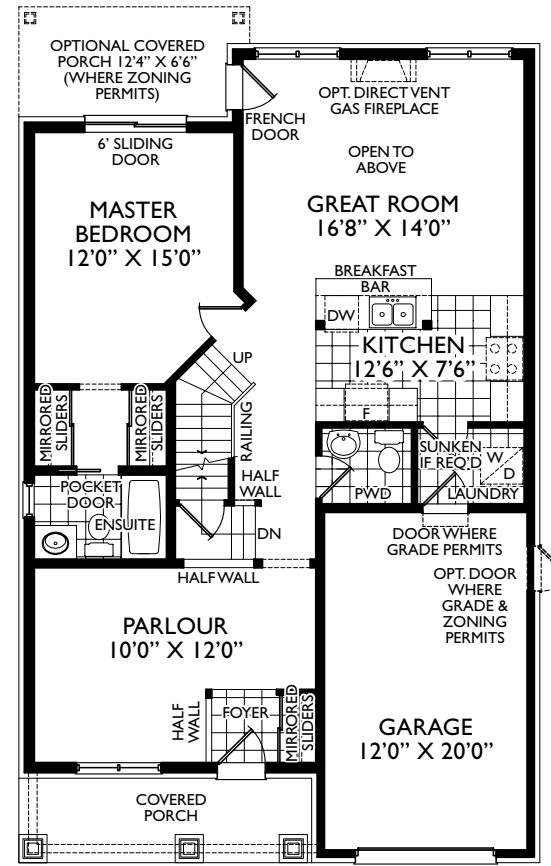 OPTIONAL COVERED
PORCH 12'4" X 6'6"
(WHERE ZONING
PERMITS)
FRENCH
DOOR
OPT. DIRECT VENT
GAS FIREPLACE
6' SLIDING
DOOR
OPEN TO
ABOVE
MASTER
BEDROOM
12'0" X 15'0"
GREAT ROOM
16'8" X 14'0"
BREAKFAST
BAR
DW
KITCHEN
12'6" X 7'6"
F
UP
RAILING
MIRRORED
SLIDERS
MIRRORED
SLIDERS
HALF
WALL
POCKET
DOOR
ENSUITE
PWD
SUNKEN
IF REQ'D
W
D
LAUNDRY
DN
HALF WALL
DOOR WHERE
GRADE PERMITS
OPT. DOOR
WHERE
GRADE &
ZONING
PERMITS
PARLOUR
10'0" X 12'0"
HALF
WALL
FOYER
MIRRORED
SLIDERS
GARAGE
12'0" X 20'0"
COVERED
PORCH